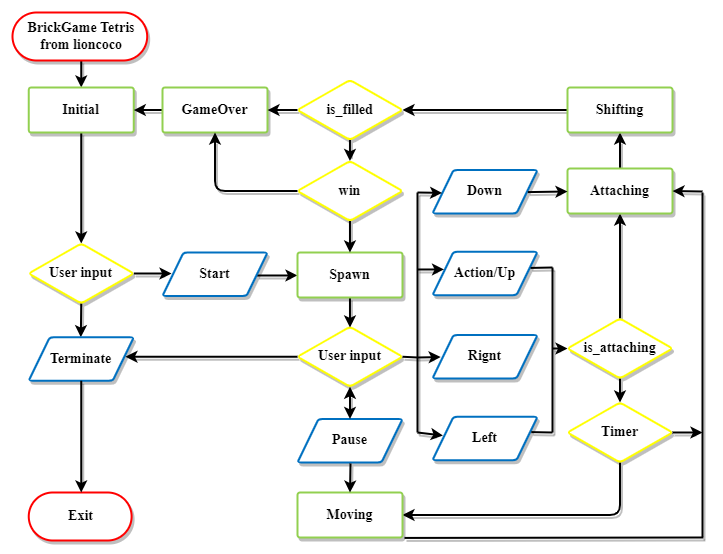 BrickGame Tetris
from lioncoco
Initial
GameOver
is_filled
Shifting
win
Down
Attaching
User input
Start
Spawn
Action/Up
Terminate
User input
Rignt
is_attaching
Pause
Left
Timer
Exit
Moving